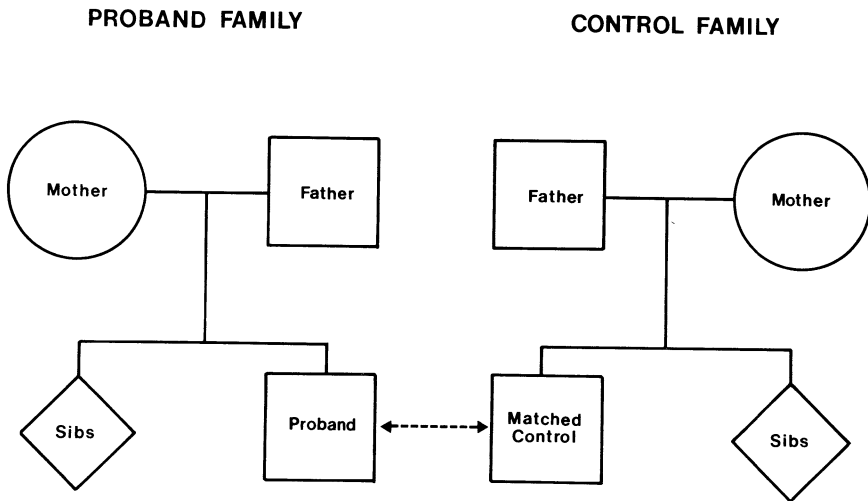 PROBAND FAMILY
CONTROL FAMILY
Mother
Father
Father
Mother
Sibs
Proband
Matched
Control
Sibs